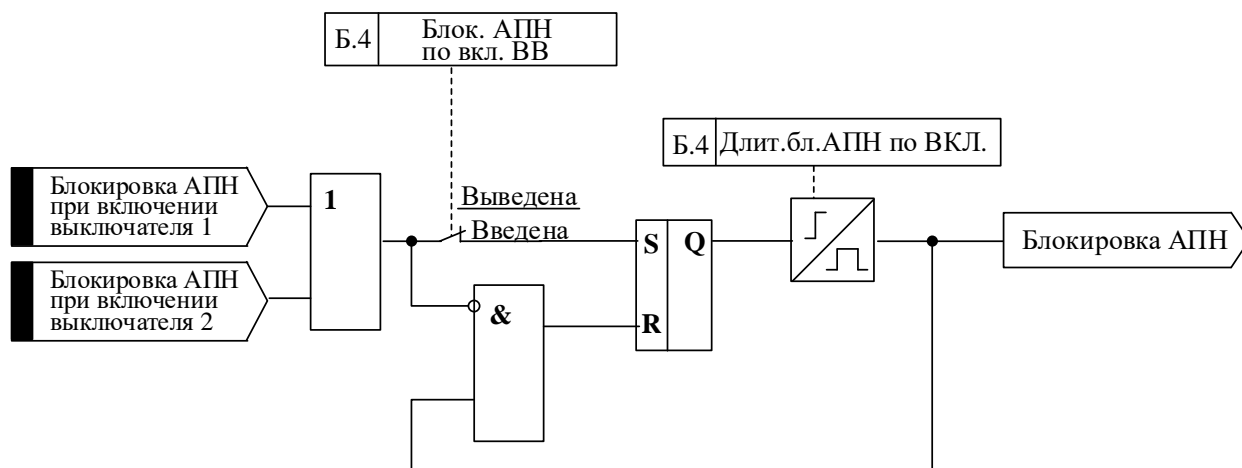 Б.4
Блок. АПН
по вкл. ВВ
Б.4
Длит.бл.АПН по ВКЛ.
Блокировка АПН
при включении
выключателя 1
1
Выведена
Введена
S
Q
Блокировка АПН
Блокировка АПН
при включении
выключателя 2
&
R